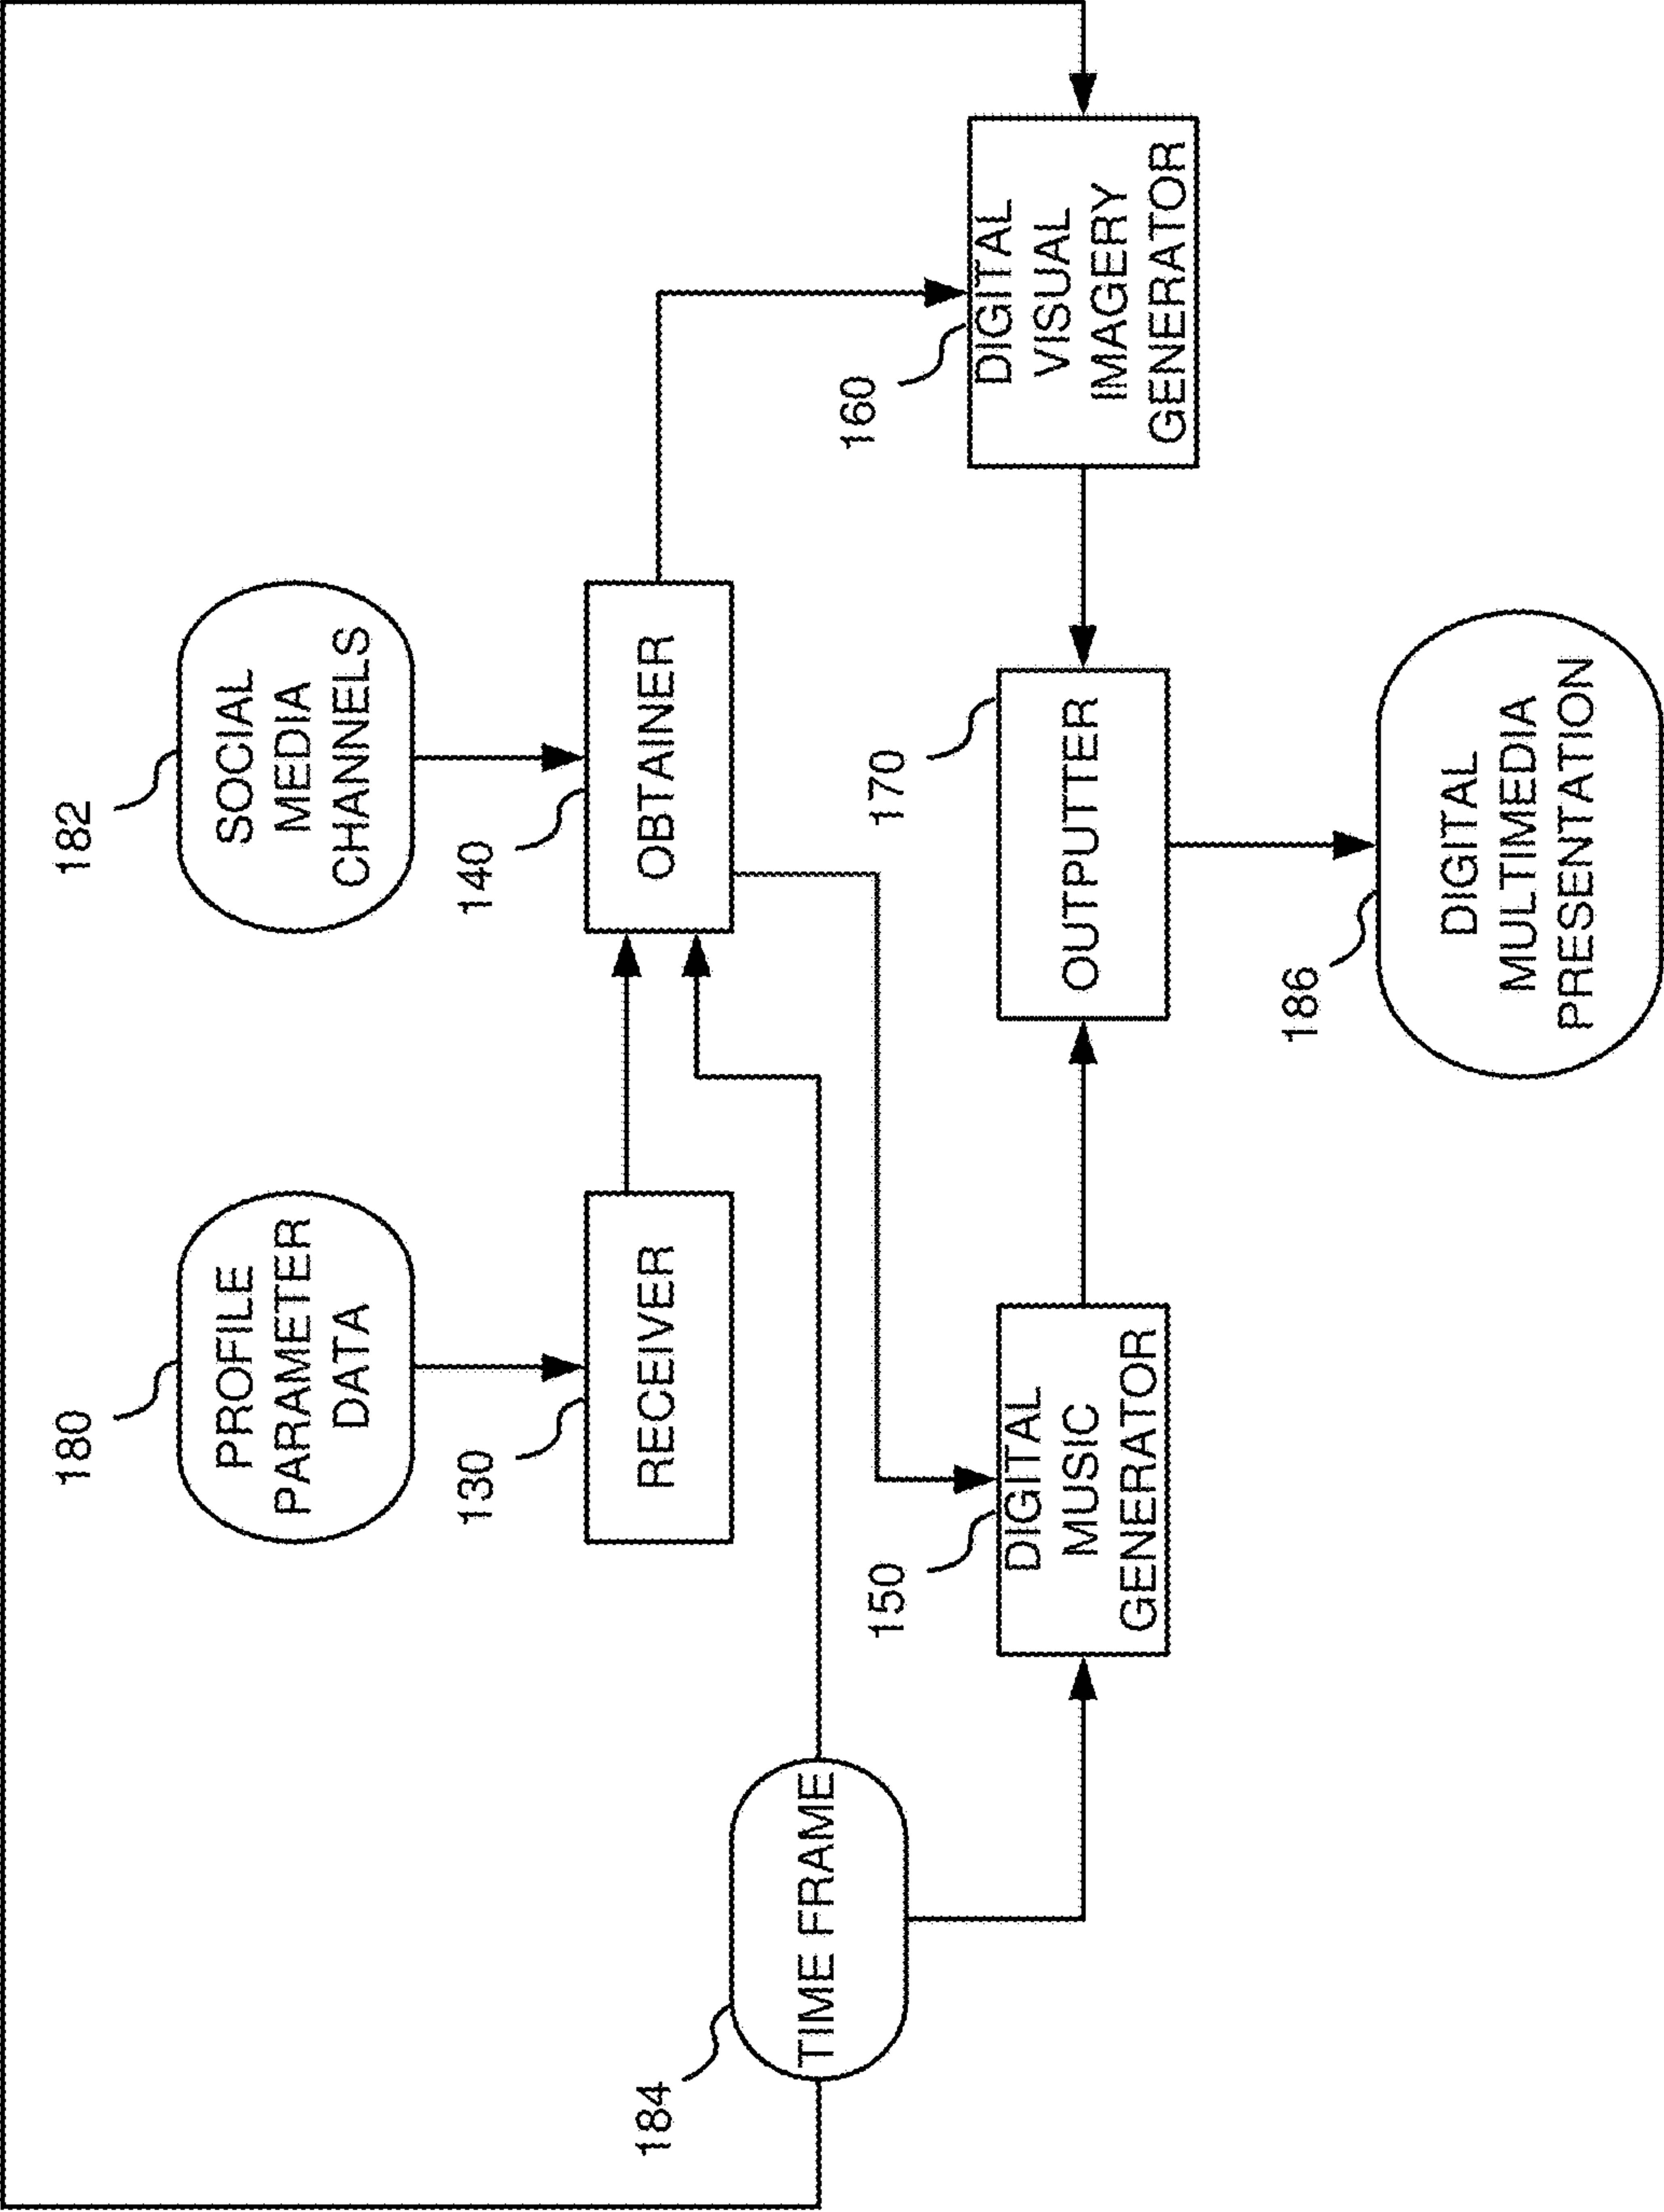 180
PROFILE
PARAMETER
DATA
182
SOCIAL
MEDIA
CHANNELS
130
RECEIVER
140
OBTAINER
184
TIME FRAME
150
DIGITAL
MUSIC
GENERATOR
170
OUTPUTTER
160
DIGITAL
VISUAL
IMAGERY
GENERATOR
186
DIGITAL
MULTIMEDIA
PRESENTATION